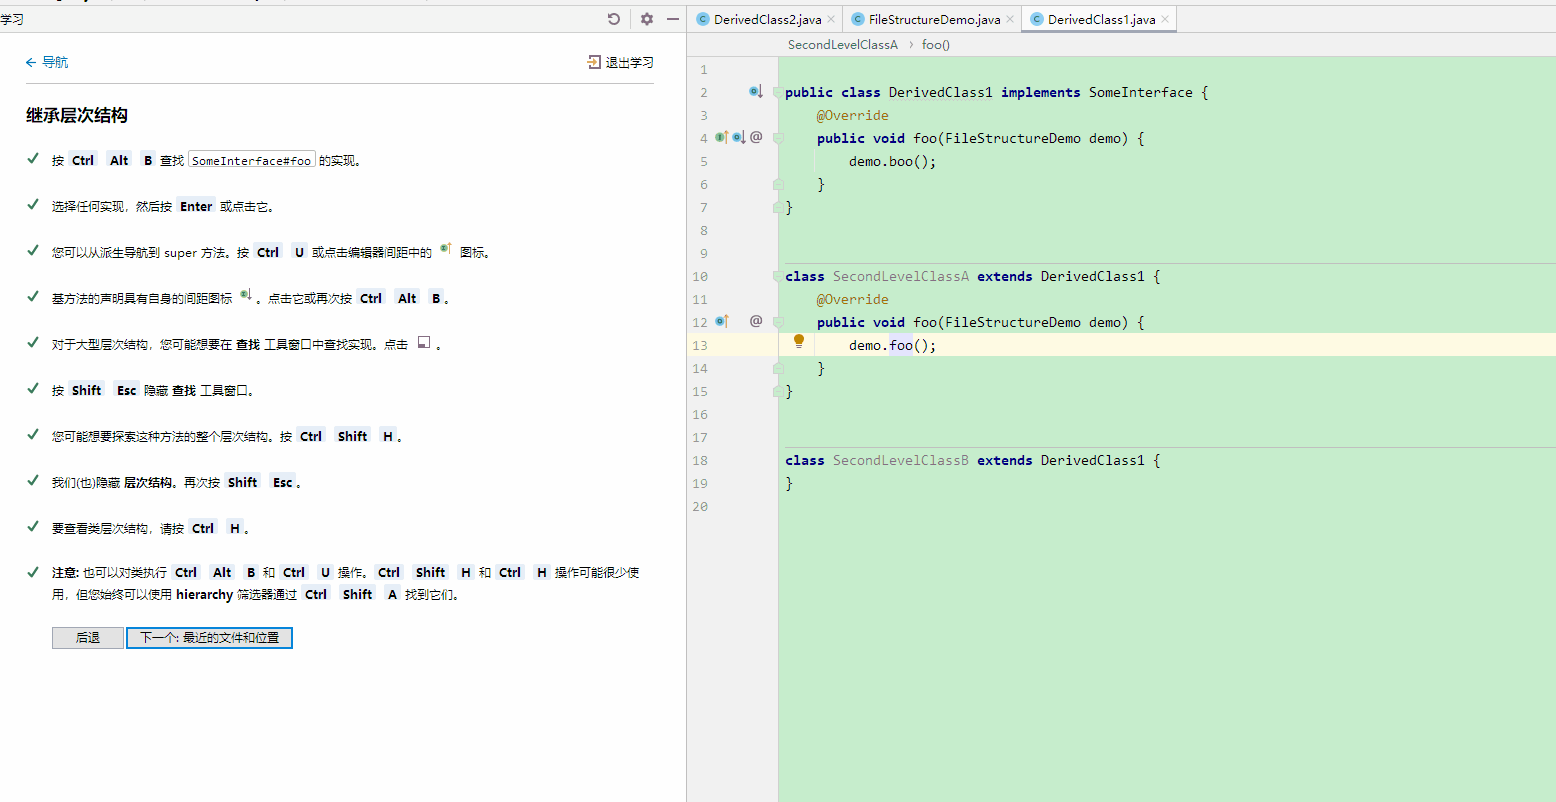 学习
← 导航 退出学习
继承层次结构
按 Ctrl Alt B 查找 SomeInterface#foo 的实现。
选择任何实现，然后按 Enter 或点击它。
您可以从派生导航到 super 方法。按 Ctrl U 或点击编辑器间距中的 图标。
基方法的声明具有自身的间距图标 。点击它或再次按 Ctrl Alt B 。
对于大型层次结构，您可能想要在 查找 工具窗口中查找实现。点击 。
按 Shift Esc 隐藏 查找 工具窗口。
您可能想要探索这种方法的整个层次结构。按 Ctrl Shift H 。
我们(也)隐藏 层次结构。再次按 Shift Esc 。
要查看类层次结构，请按 Ctrl H 。
注意: 也可以对类执行 Ctrl Alt B 和 Ctrl U 操作。Ctrl Shift H 和 Ctrl H 操作可能很少使
用，但您始终可以使用 hierarchy 筛选器通过 Ctrl Shift A 找到它们。
后退 下一个: 最近的文件和位置
DerivedClass2.java FileStructureDemo.java DerivedClass1.java
SecondLevelClassA › foo()
1
2 public class DerivedClass1 implements SomeInterface {
3 @Override
4 public void foo(FileStructureDemo demo) {
5 demo.boo();
6 }
7 }
8
9
10 class SecondLevelClassA extends DerivedClass1 {
11 @Override
12 public void foo(FileStructureDemo demo) {
13 demo.foo();
14 }
15 }
16
17
18 class SecondLevelClassB extends DerivedClass1 {
19 }
20